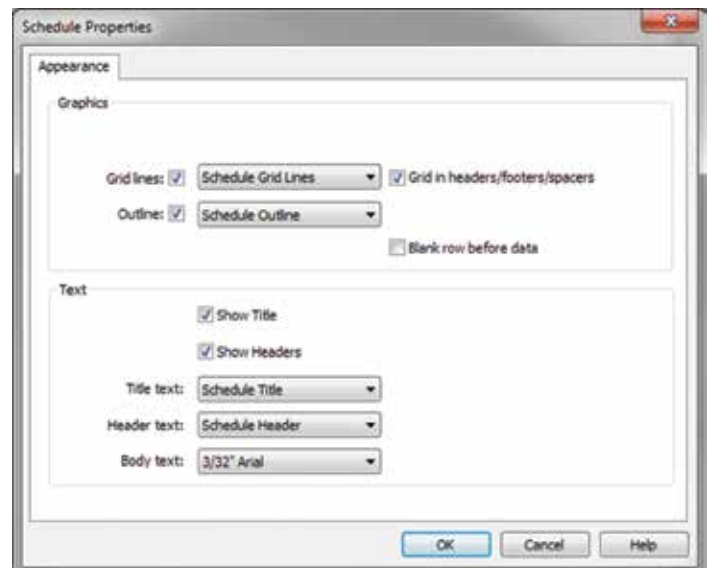 Schedule Properties
Appearance
Graphics
Grid lines: Schedule Grid Lines Grid in headers/footers/spacers
Outline: Schedule Outline
Blank row before data
Text
Show Title
Show Headers
Title text: Schedule Title
Header text: Schedule Header
Body text: 3/32" Arial
OK Cancel Help